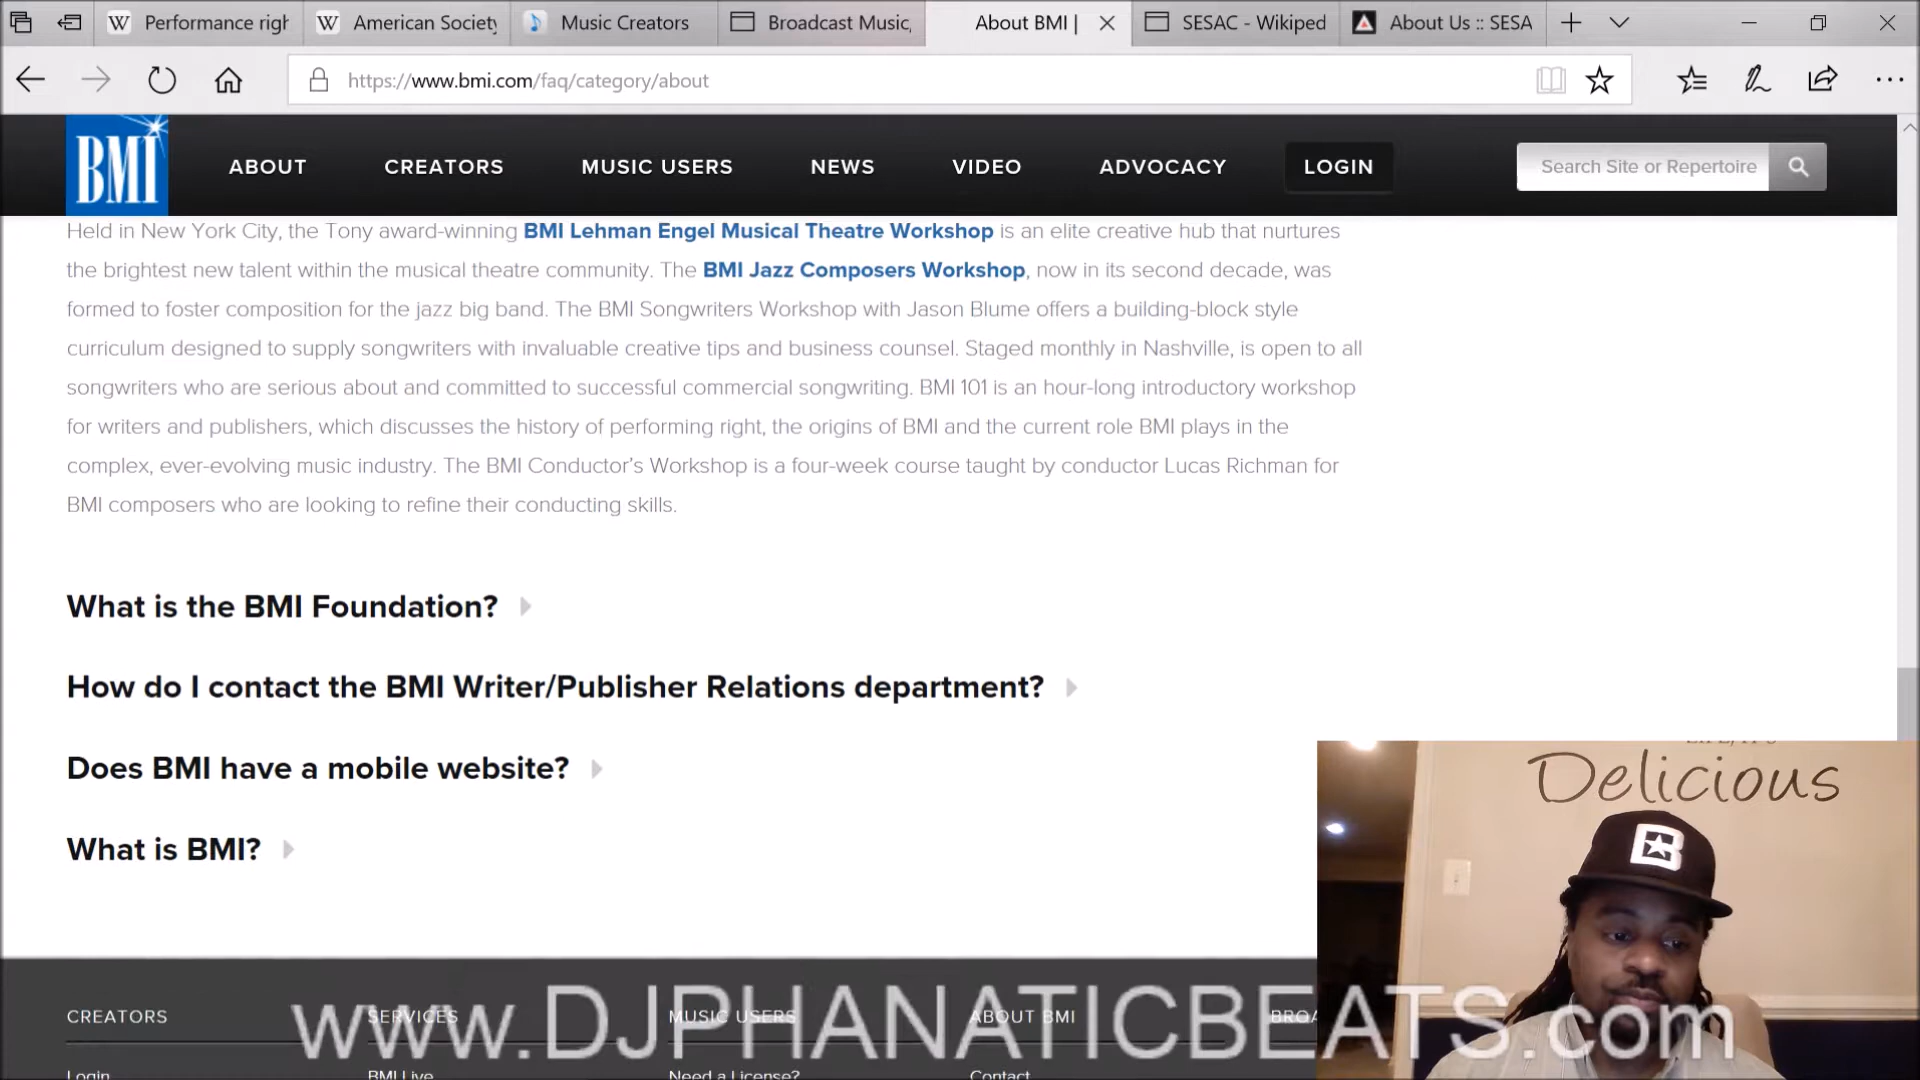 Performance righ
American Society
Music Creators
Broadcast Music,
About BMI |
SESAC - Wikiped
About Us :: SESA
https://www.bmi.com/faq/category/about
BMI
ABOUT
CREATORS
MUSIC USERS
NEWS
VIDEO
ADVOCACY
LOGIN
Search Site or Repertoire
Held in New York City, the Tony award-winning BMI Lehman Engel Musical Theatre Workshop is an elite creative hub that nurtures
the brightest new talent within the musical theatre community. The BMI Jazz Composers Workshop, now in its second decade, was
formed to foster composition for the jazz big band. The BMI Songwriters Workshop with Jason Blume offers a building-block style
curriculum designed to supply songwriters with invaluable creative tips and business counsel. Staged monthly in Nashville, is open to all
songwriters who are serious about and committed to successful commercial songwriting. BMI 101 is an hour-long introductory workshop
for writers and publishers, which discusses the history of performing right, the origins of BMI and the current role BMI plays in the
complex, ever-evolving music industry. The BMI Conductor's Workshop is a four-week course taught by conductor Lucas Richman for
BMI composers who are looking to refine their conducting skills.
What is the BMI Foundation?
How do I contact the BMI Writer/Publisher Relations department?
Does BMI have a mobile website?
What is BMI?
Delicious
B
CREATORS
SERVICES
MUSIC USERS
ABOUT BMI
www.DJPHANATICBEATS.com
Login
BMI Live
Need a License?
Contact